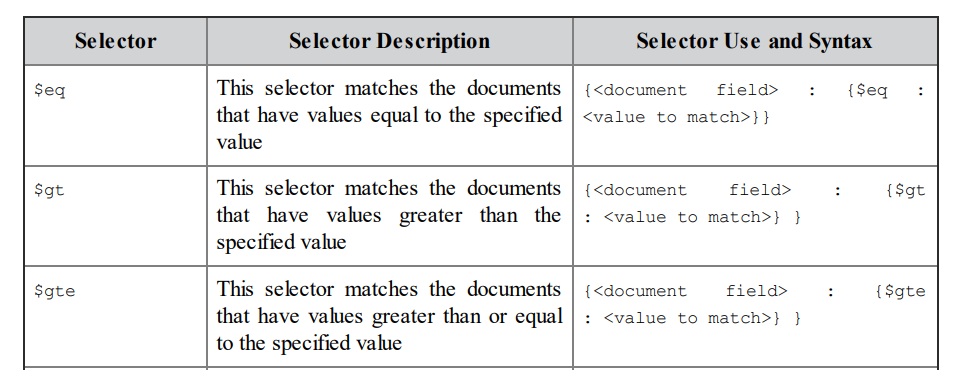 Selector Selector Description Selector Use and Syntax
$eq This selector matches the documents {<document field> : {$eq :
that have values equal to the specified <value to match>}}
value
$gt This selector matches the documents {<document field> : {$gt
that have values greater than the : <value to match>} }
specified value
$gte This selector matches the documents {<document field> : {$gte
that have values greater than or equal : <value to match>} }
to the specified value